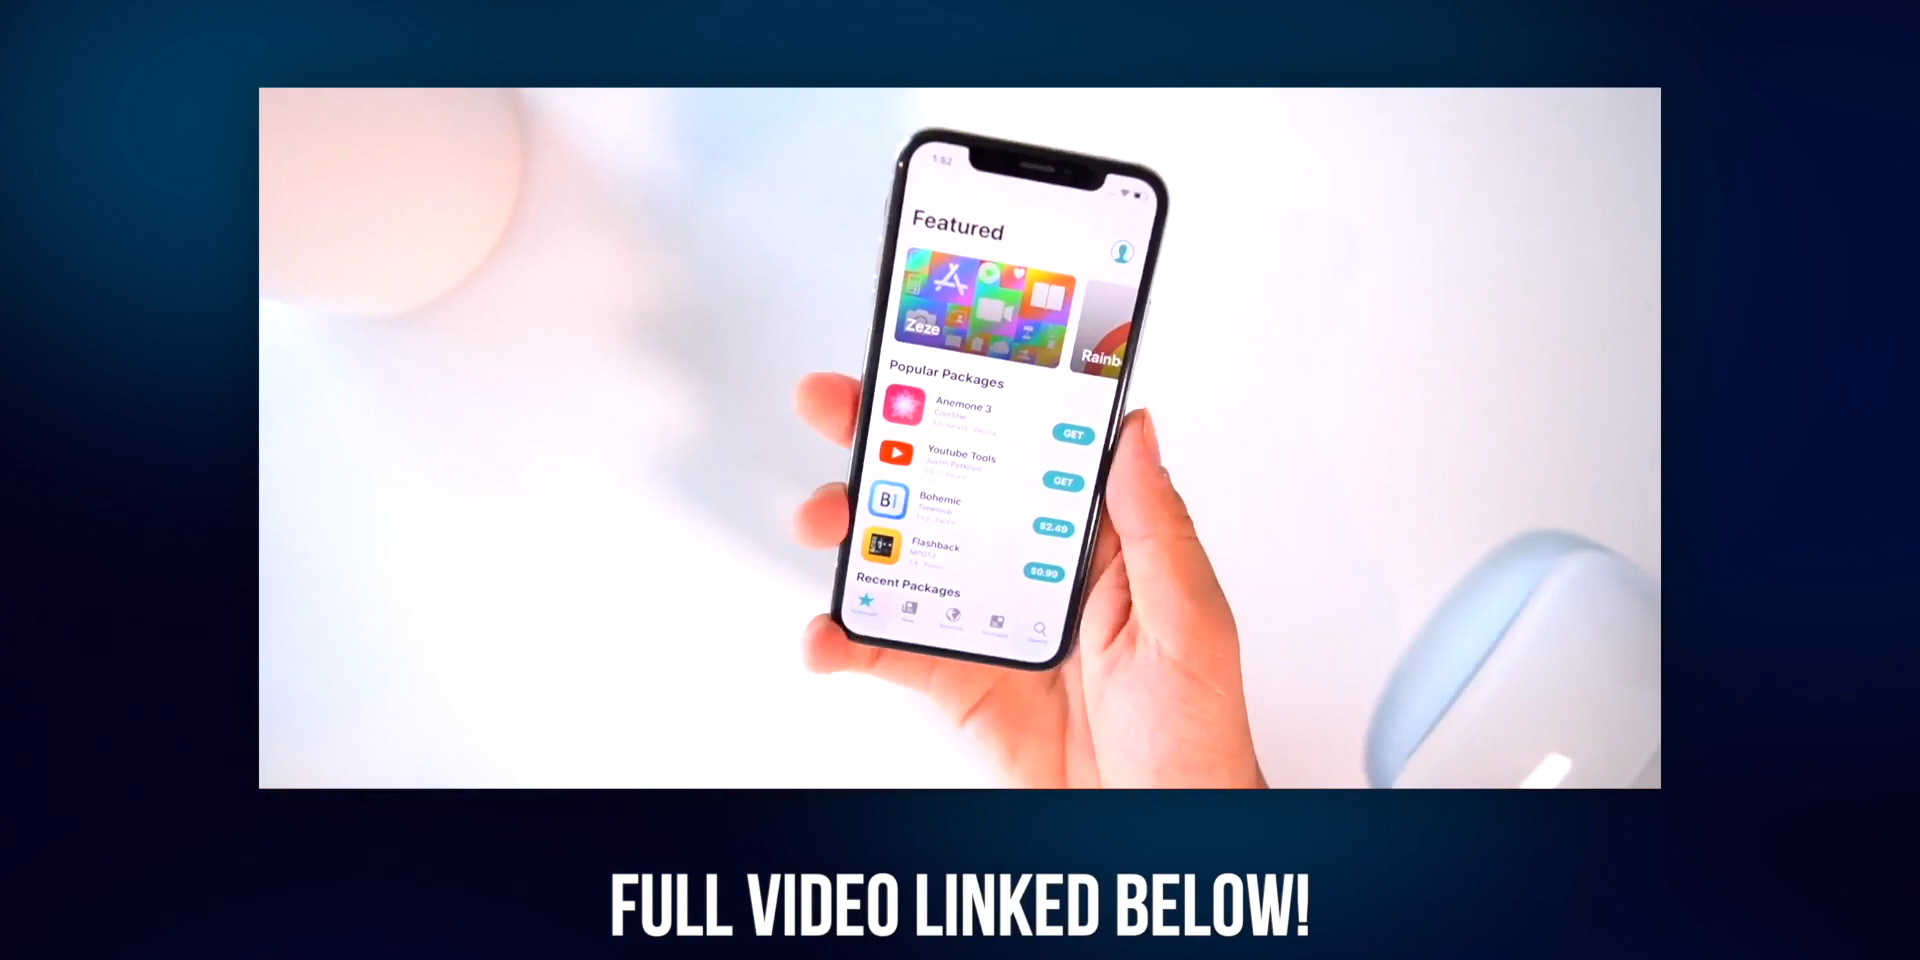 1:52
Featured
Zeze
Rainb
Popular Packages
Anemone 3
CoolStar
GET
Youtube Tools
GET
B
Bohemic
$2.49
Flashback
$0.99
Recent Packages
FULL VIDEO LINKED BELOW!